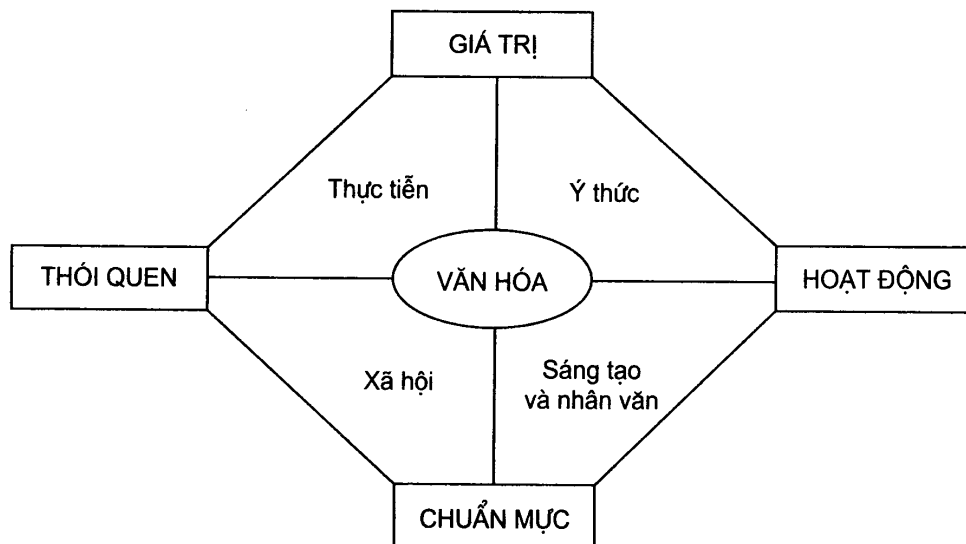 GIÁ TRỊ
Thực tiễn
Ý thức
THÓI QUEN
VĂN HÓA
HOẠT ĐỘNG
Xã hội
Sáng tạo
và nhân văn
CHUẨN MỰC